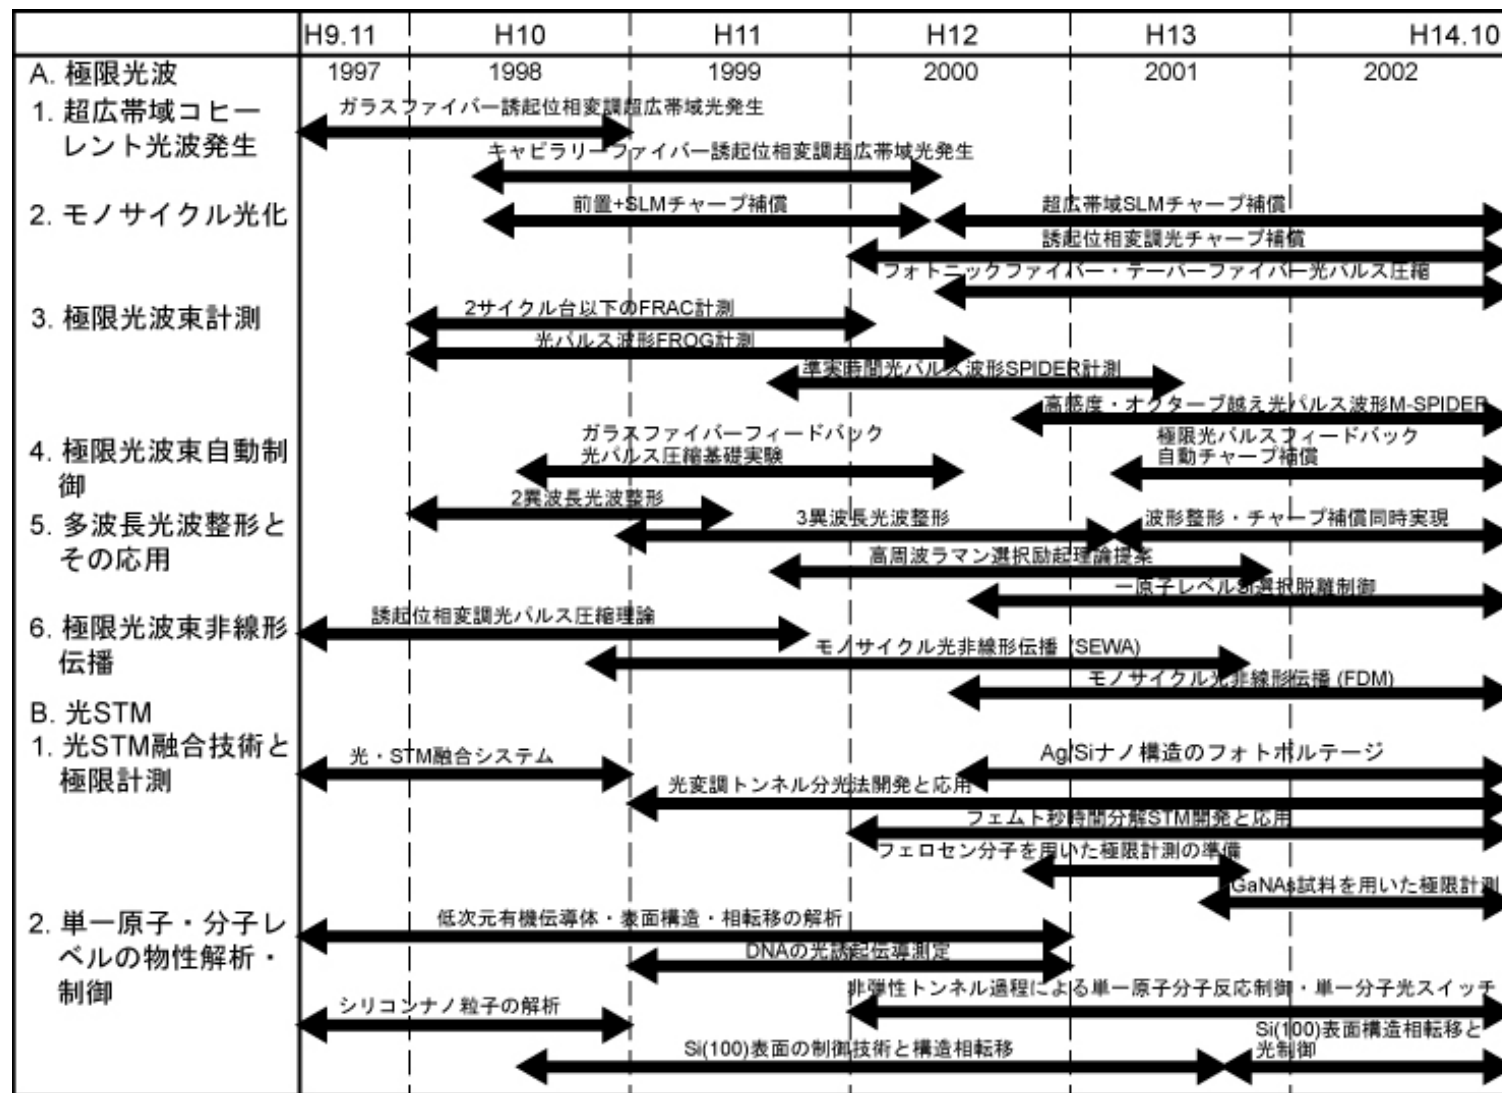 H9.11 H10 H11 H12 H13 H14.10
A. 極限光波 1997 1998 1999 2000 2001 2002
1. 超広帯域コヒー
レント光波発生
ガラスファイバー誘起位相変調超広帯域光発生
キャピラリーファイバー誘起位相変調超広帯域光発生
2. モノサイクル光化
前置+SLMチャープ補償
超広帯域SLMチャープ補償
誘起位相変調光チャープ補償
フォトニックファイバー・テーパーファイバー光パルス圧縮
3. 極限光波束計測
2サイクル台以下のFRAC計測
光パルス波形FROG計測
準実時間光パルス波形SPIDER計測
高感度・オクターブ越え光パルス波形M-SPIDER
4. 極限光波束自動制
御
ガラスファイバーフィードバック
光パルス圧縮基礎実験
極限光パルスフィードバック
自動チャープ補償
5. 多波長光波整形と
その応用
2異波長光波整形
3異波長光波整形
波形整形・チャープ補償同時実現
高周波ラマン選択励起理論提案
一原子レベルSi選択脱離制御
6. 極限光波束非線形
伝播
誘起位相変調光パルス圧縮理論
モノサイクル光非線形伝播 (SEWA)
モノサイクル光非線形伝播 (FDM)
B. 光STM
1. 光STM融合技術と
極限計測
光・STM融合システム
Ag/Siナノ構造のフォトボルテージ
光変調トンネル分光法開発と応用
フェムト秒時間分解STM開発と応用
フェロセン分子を用いた極限計測の準備
GaNAs試料を用いた極限計測
2. 単一原子・分子レ
ベルの物性解析・
制御
低次元有機伝導体・表面構造・相転移の解析
DNAの光誘起伝導測定
非弾性トンネル過程による単一原子分子反応制御・単一分子光スイッチ
シリコンナノ粒子の解析
Si(100)表面の制御技術と構造相転移
Si(100)表面構造相転移と
光制御